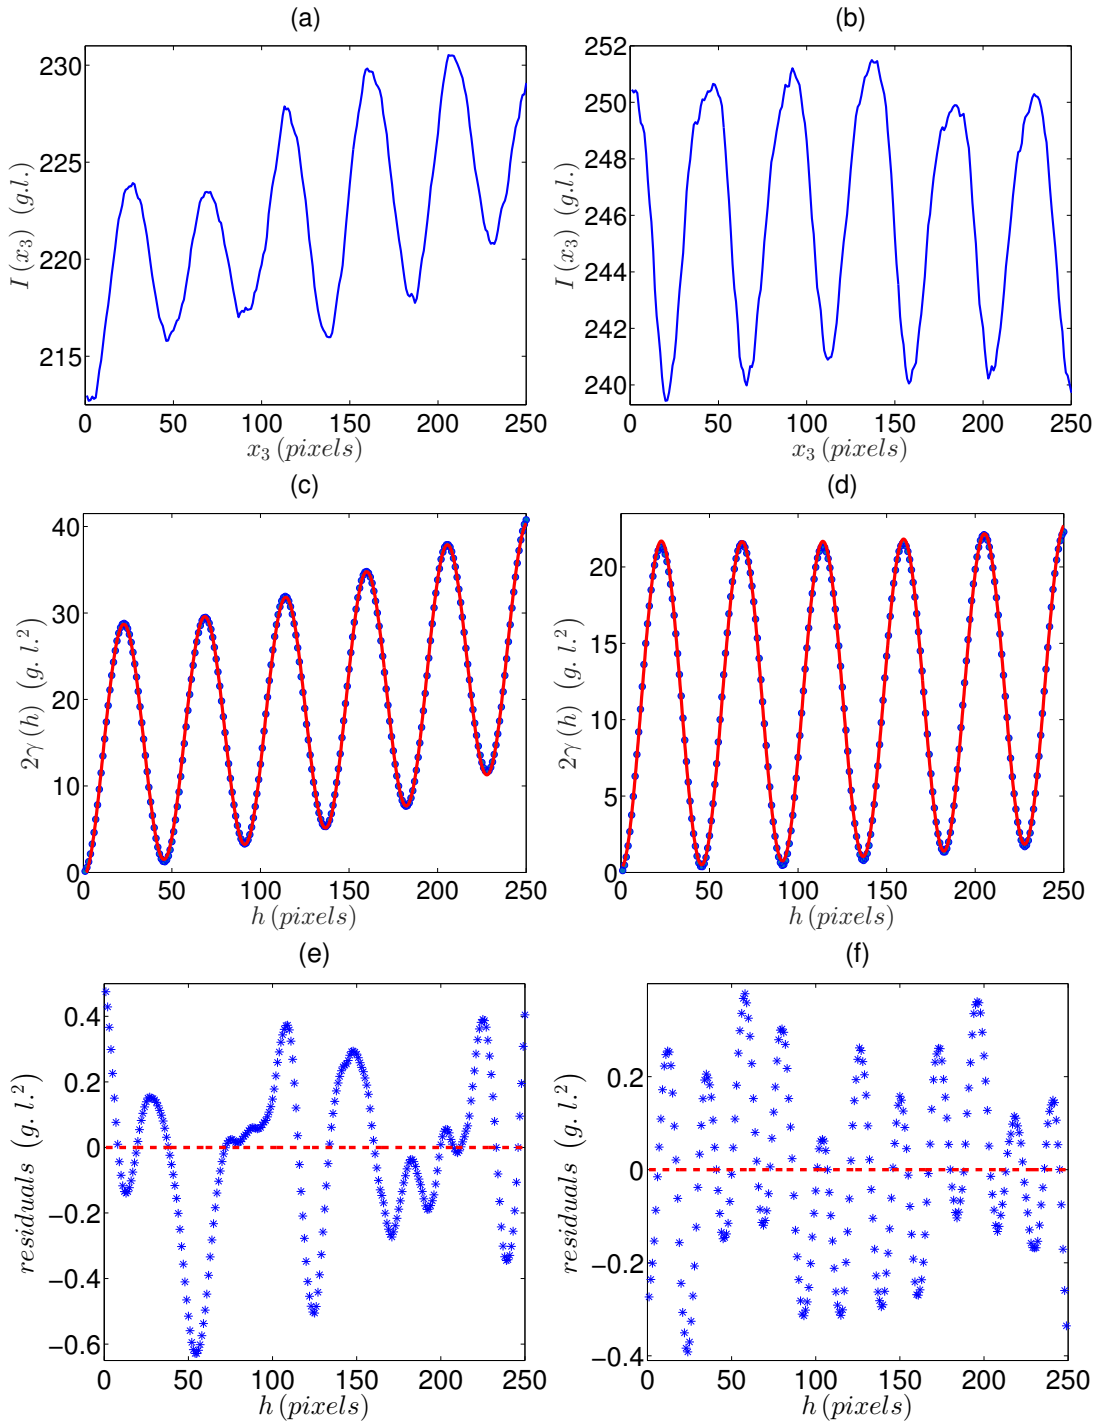 (a)
(b)
230
225
220
215
I (x3) (g.l.)
0 50 100 150 200 250
x3 (pixels)
252
250
248
246
244
242
240
I (x3) (g.l.)
0 50 100 150 200 250
x3 (pixels)
(c)
(d)
40
30
20
10
0
2γ (h) (g. l.²)
0 50 100 150 200 250
h (pixels)
20
15
10
5
0
2γ (h) (g. l.²)
0 50 100 150 200 250
h (pixels)
(e)
(f)
0.4
0.2
0
−0.2
−0.4
−0.6
residuals (g. l.²)
0 50 100 150 200 250
h (pixels)
0.2
0
−0.2
−0.4
residuals (g. l.²)
0 50 100 150 200 250
h (pixels)